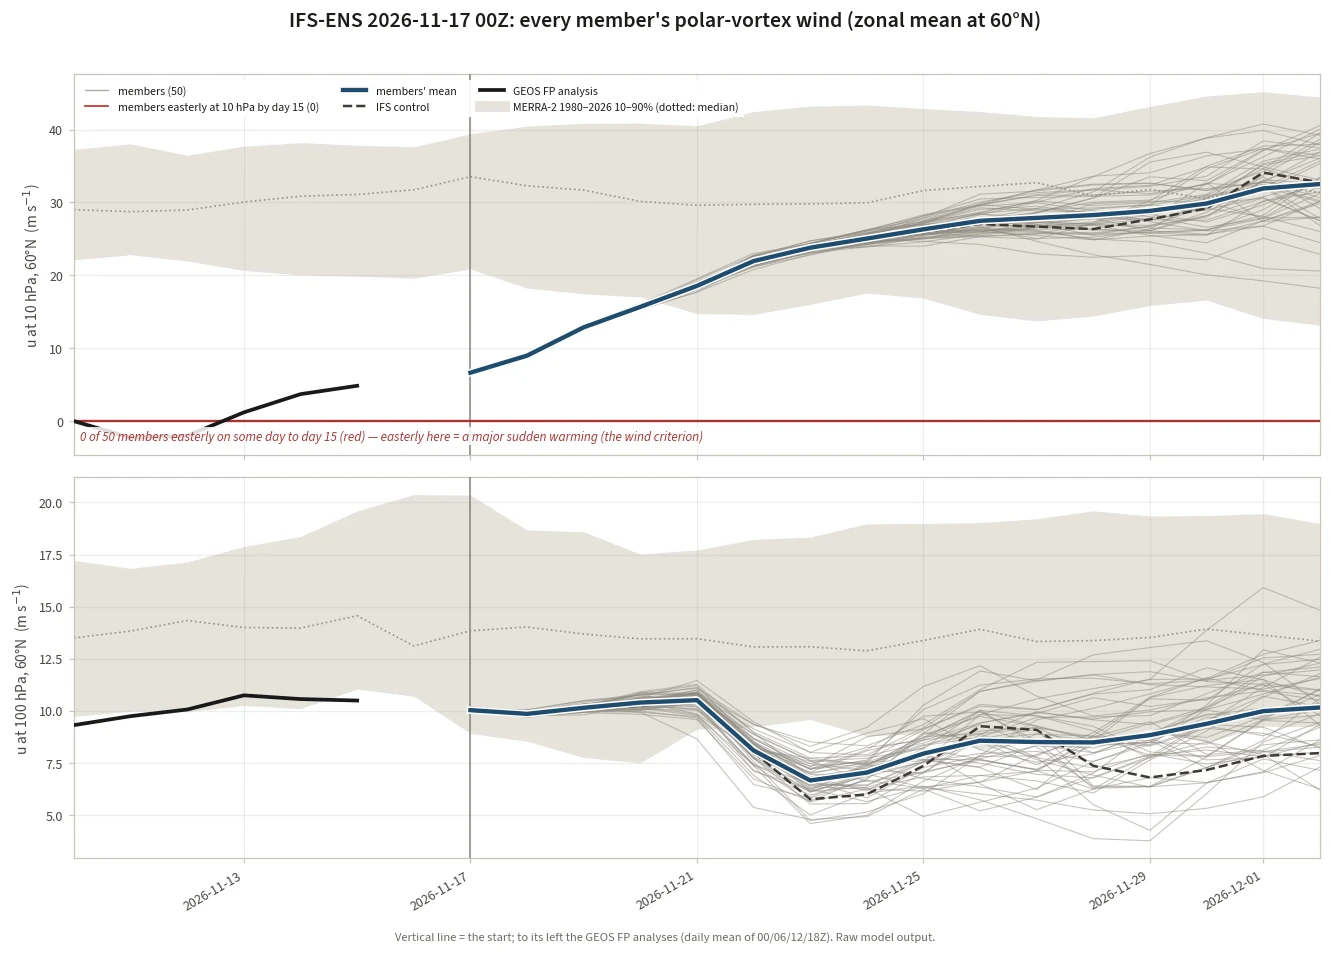 IFS-ENS 2026-11-17 00Z: every member's polar-vortex wind (zonal mean at 60°N)
members (50)
members easterly at 10 hPa by day 15 (0)
members' mean
IFS control
GEOS FP analysis
MERRA-2 1980–2026 10–90% (dotted: median)
u at 10 hPa, 60°N (m s⁻¹)
40
30
20
10
0
0 of 50 members easterly on some day to day 15 (red) — easterly here = a major sudden warming (the wind criterion)
u at 100 hPa, 60°N (m s⁻¹)
20.0
17.5
15.0
12.5
10.0
7.5
5.0
2026-11-13
2026-11-17
2026-11-21
2026-11-25
2026-11-29
2026-12-01
Vertical line = the start; to its left the GEOS FP analyses (daily mean of 00/06/12/18Z). Raw model output.